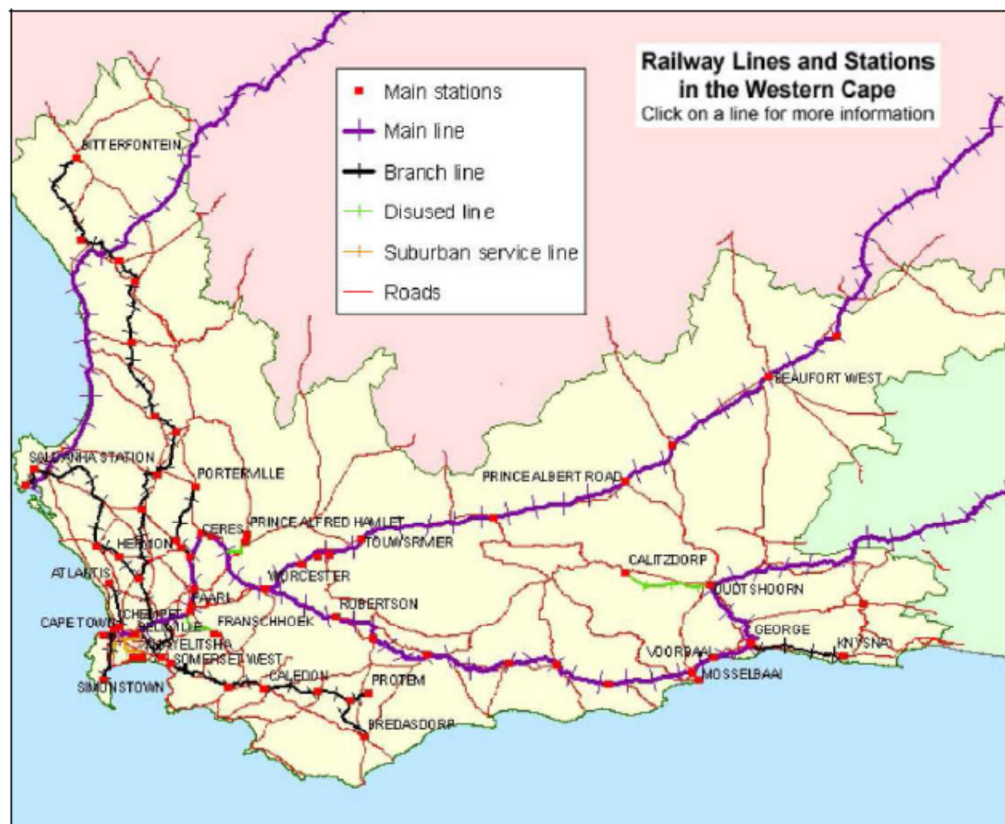 Railway Lines and Stations
in the Western Cape
Click on a line for more information
Main stations
Main line
Branch line
Disused line
Suburban service line
Roads
BITTERFONTEIN
BEAUFORT WEST
SALDANHA STATION
PORTERVILLE
PRINCE ALBERT ROAD
PRINCE ALFRED HAMLET
CERES
HERMON
TOUWSRIVIER
CALITZDORP
ATLANTIS
WORCESTER
OUDTSHOORN
PAARL
ROBERTSON
CHEMPET
CAPE TOWN
BELLVILLE
FRANSCHHOEK
GEORGE
KHAYELITSHA
VOORBAAI
KNYSNA
SOMERSET WEST
SIMONSTOWN
CALEDON
PROTEM
MOSSELBAAI
BREDASDORP